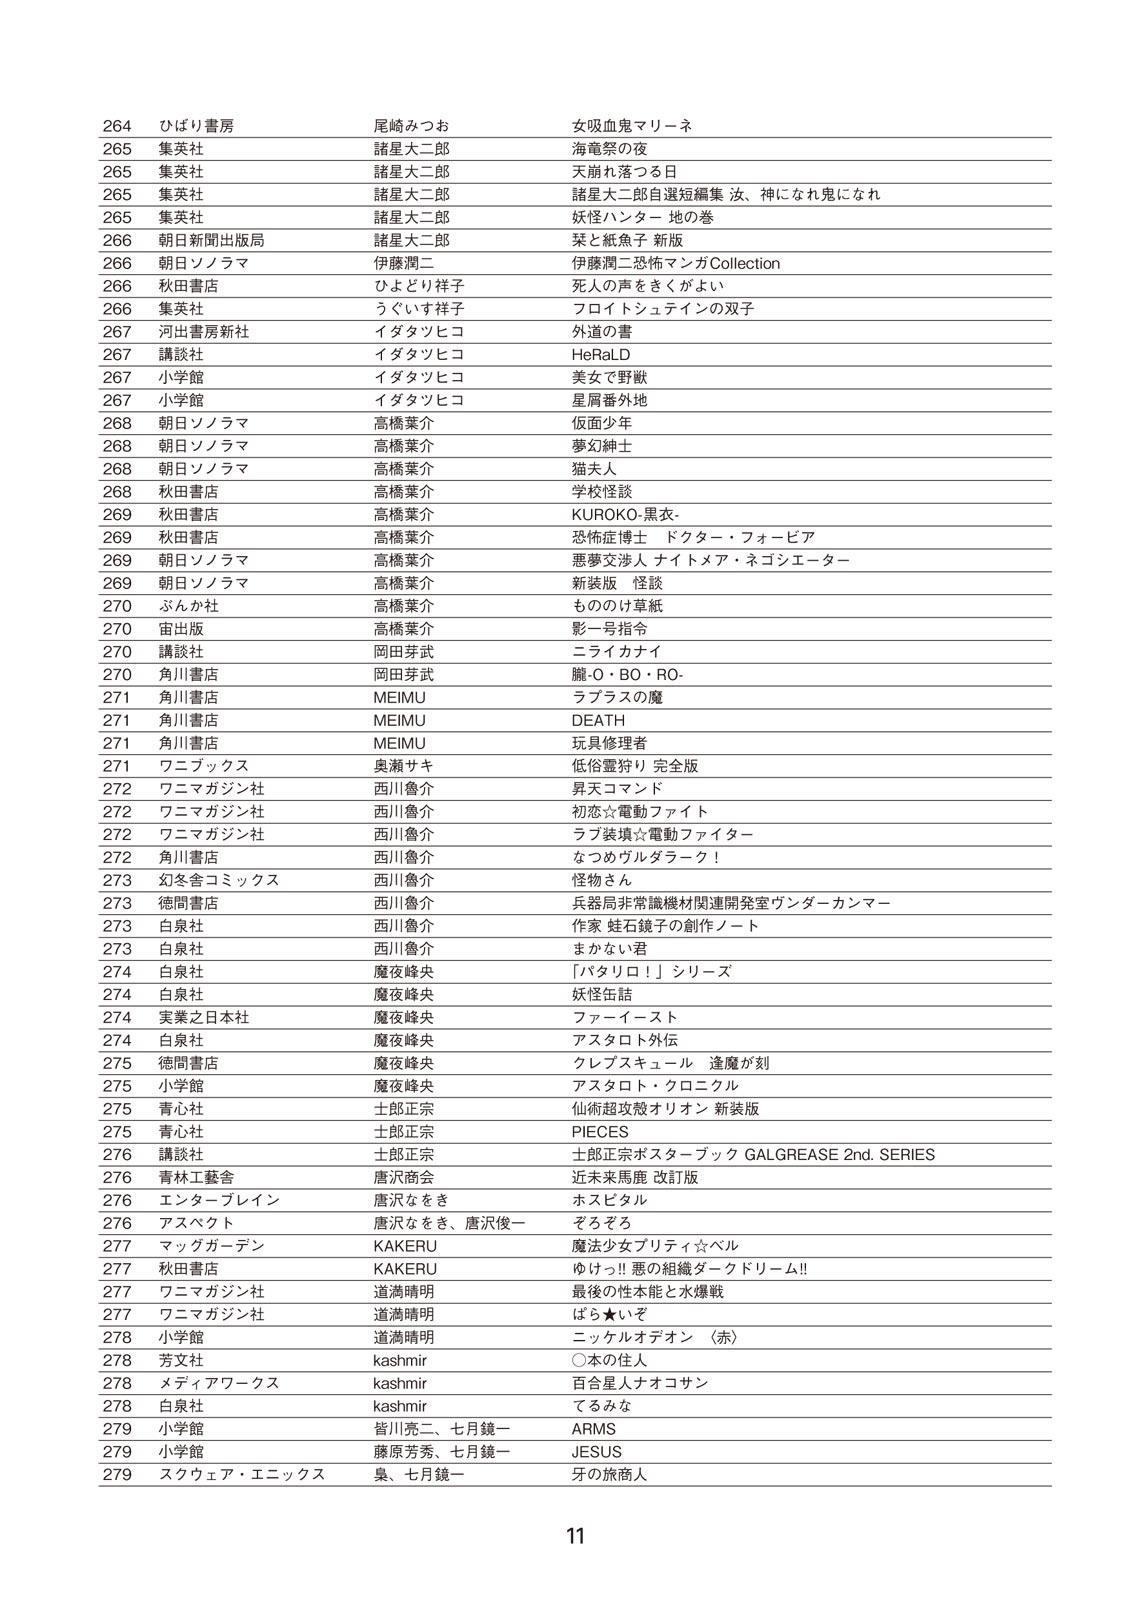 264 ひばり書房 尾崎みつお 女吸血鬼マリーネ
265 集英社 諸星大二郎 海竜祭の夜
265 集英社 諸星大二郎 天崩れ落つる日
265 集英社 諸星大二郎 諸星大二郎自選短編集 汝、神になれ鬼になれ
265 集英社 諸星大二郎 妖怪ハンター 地の巻
266 朝日新聞出版局 諸星大二郎 栞と紙魚子 新版
266 朝日ソノラマ 伊藤潤二 伊藤潤二恐怖マンガCollection
266 秋田書店 ひよどり祥子 死人の声をきくがよい
266 集英社 うぐいす祥子 フロイトシュテインの双子
267 河出書房新社 イダタツヒコ 外道の書
267 講談社 イダタツヒコ HeRaLD
267 小学館 イダタツヒコ 美女で野獣
267 小学館 イダタツヒコ 星屑番外地
268 朝日ソノラマ 高橋葉介 仮面少年
268 朝日ソノラマ 高橋葉介 夢幻紳士
268 朝日ソノラマ 高橋葉介 猫夫人
268 秋田書店 高橋葉介 学校怪談
269 秋田書店 高橋葉介 KUROKO-黒衣-
269 秋田書店 高橋葉介 恐怖症博士 ドクター・フォービア
269 朝日ソノラマ 高橋葉介 悪夢交渉人 ナイトメア・ネゴシエーター
269 朝日ソノラマ 高橋葉介 新装版 怪談
270 ぶんか社 高橋葉介 もののけ草紙
270 宙出版 高橋葉介 影一号指令
270 講談社 岡田芽武 ニライカナイ
270 角川書店 岡田芽武 朧-O・BO・RO-
271 角川書店 MEIMU ラプラスの魔
271 角川書店 MEIMU DEATH
271 角川書店 MEIMU 玩具修理者
271 ワニブックス 奥瀬サキ 低俗霊狩り 完全版
272 ワニマガジン社 西川魯介 昇天コマンド
272 ワニマガジン社 西川魯介 初恋☆電動ファイト
272 ワニマガジン社 西川魯介 ラブ装填☆電動ファイター
272 角川書店 西川魯介 なつめヴルダラーク！
273 幻冬舎コミックス 西川魯介 怪物さん
273 徳間書店 西川魯介 兵器局非常識機材関連開発室ヴンダーカンマー
273 白泉社 西川魯介 作家 蛙石鏡子の創作ノート
273 白泉社 西川魯介 まかない君
274 白泉社 魔夜峰央 「パタリロ！」シリーズ
274 白泉社 魔夜峰央 妖怪缶詰
274 実業之日本社 魔夜峰央 ファーイースト
274 白泉社 魔夜峰央 アスタロト外伝
275 徳間書店 魔夜峰央 クレプスキュール 逢魔が刻
275 小学館 魔夜峰央 アスタロト・クロニクル
275 青心社 士郎正宗 仙術超攻殻オリオン 新装版
275 青心社 士郎正宗 PIECES
276 講談社 士郎正宗 士郎正宗ポスターブック GALGREASE 2nd. SERIES
276 青林工藝舎 唐沢商会 近未来馬鹿 改訂版
276 エンターブレイン 唐沢なをき ホスピタル
276 アスペクト 唐沢なをき、唐沢俊一 ぞろぞろ
277 マッグガーデン KAKERU 魔法少女プリティ☆ベル
277 秋田書店 KAKERU ゆけっ!! 悪の組織ダークドリーム!!
277 ワニマガジン社 道満晴明 最後の性本能と水爆戦
277 ワニマガジン社 道満晴明 ぱら★いぞ
278 小学館 道満晴明 ニッケルオデオン 〈赤〉
278 芳文社 kashmir ○本の住人
278 メディアワークス kashmir 百合星人ナオコサン
278 白泉社 kashmir てるみな
279 小学館 皆川亮二、七月鏡一 ARMS
279 小学館 藤原芳秀、七月鏡一 JESUS
279 スクウェア・エニックス 梟、七月鏡一 牙の旅商人
11